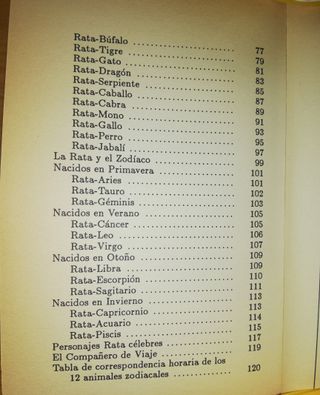 Rata-Búfalo ........................ 77
Rata-Tigre ........................ 79
Rata-Gato ........................ 81
Rata-Dragón ........................ 83
Rata-Serpiente ........................ 85
Rata-Caballo ........................ 87
Rata-Cabra ........................ 89
Rata-Mono ........................ 91
Rata-Gallo ........................ 93
Rata-Perro ........................ 95
Rata-Jabalí ........................ 97
La Rata y el Zodíaco ........................ 99
Nacidos en Primavera ........................ 101
Rata-Aries ........................ 101
Rata-Tauro ........................ 102
Rata-Géminis ........................ 103
Nacidos en Verano ........................ 105
Rata-Cáncer ........................ 105
Rata-Leo ........................ 106
Rata-Virgo ........................ 107
Nacidos en Otoño ........................ 109
Rata-Libra ........................ 109
Rata-Escorpión ........................ 110
Rata-Sagitario ........................ 111
Nacidos en Invierno ........................ 113
Rata-Capricornio ........................ 113
Rata-Acuario ........................ 114
Rata-Piscis ........................ 115
Personajes Rata célebres ........................ 117
El Compañero de Viaje ........................ 119
Tabla de correspondencia horaria de los
12 animales zodiacales ........................ 120